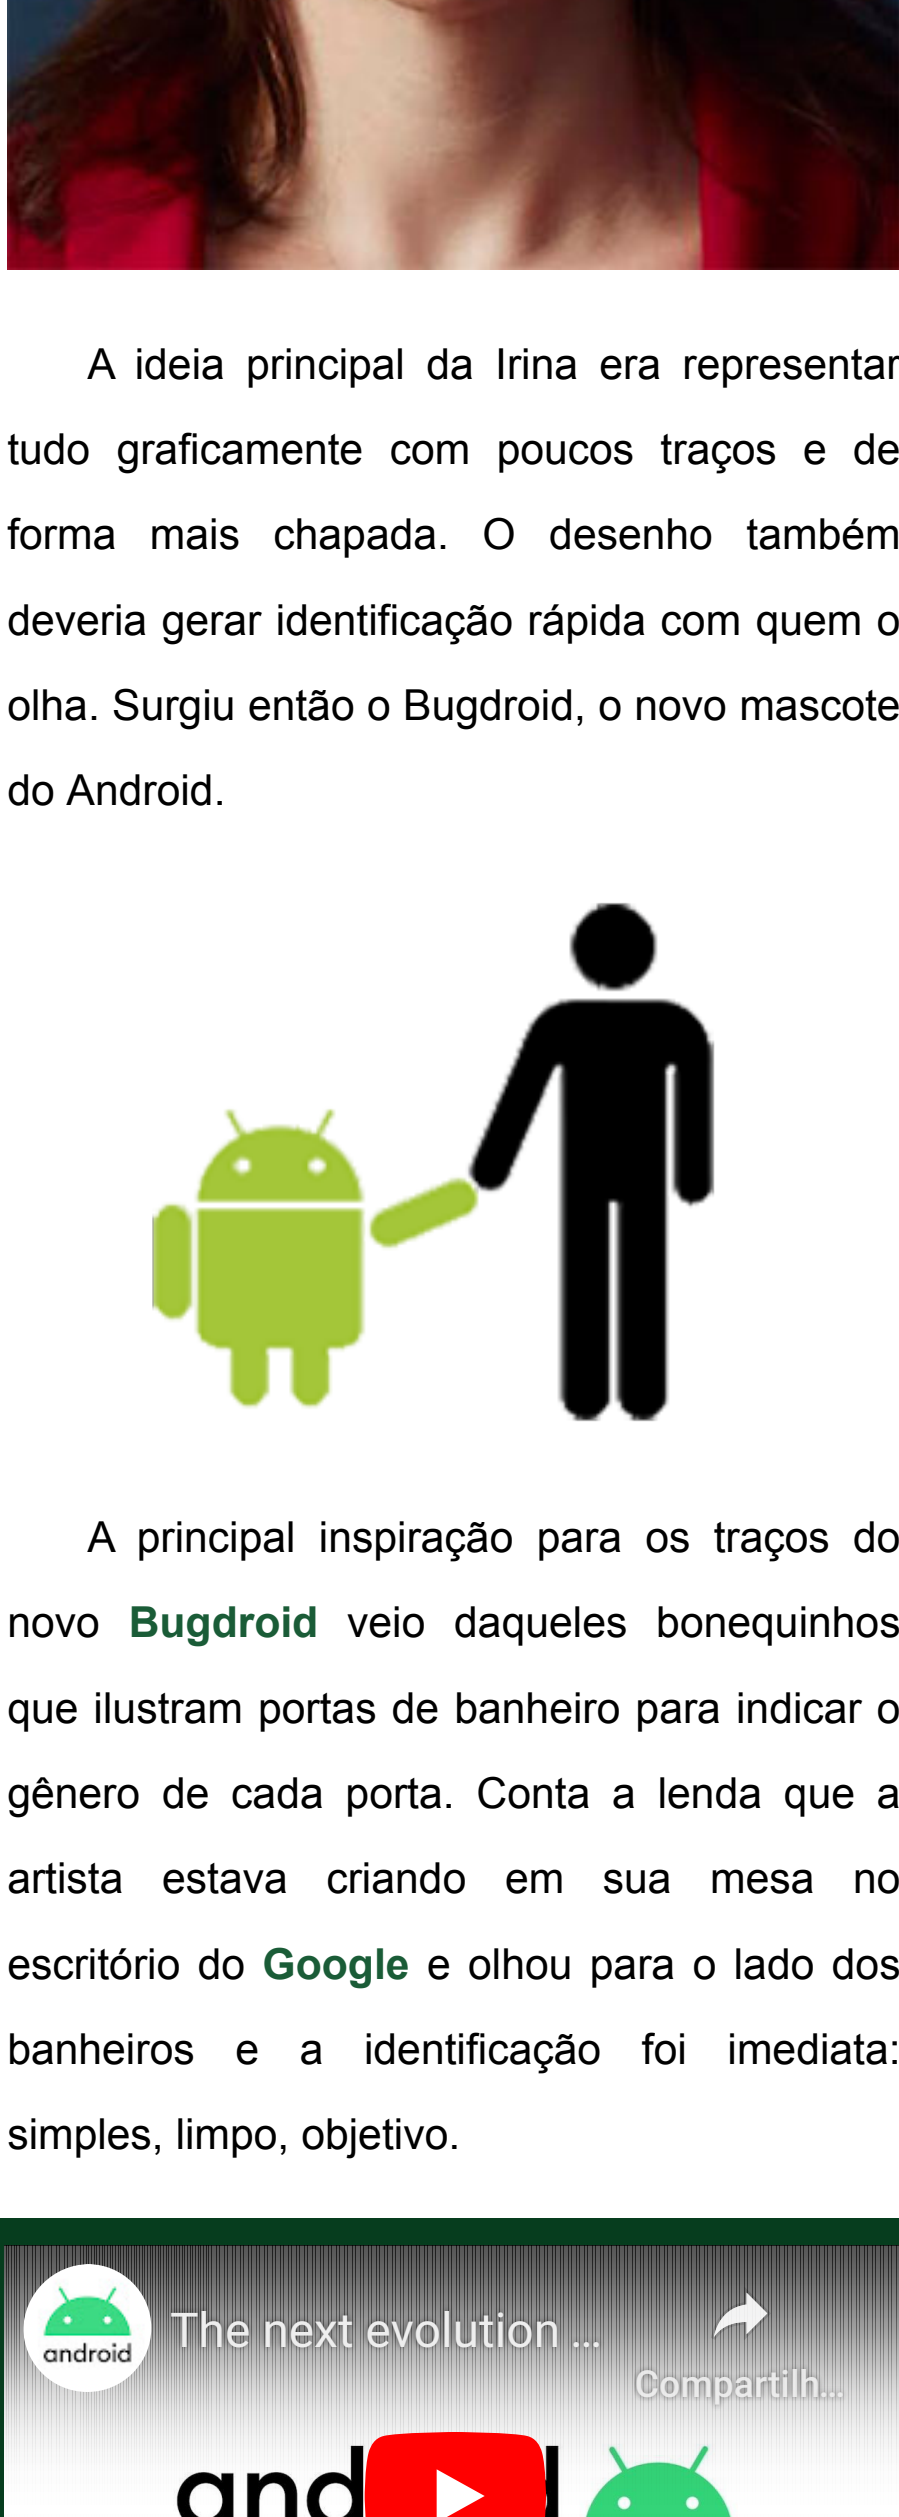 A ideia principal da Irina era representar
tudo graficamente com poucos traços e de
forma mais chapada. O desenho também
deveria gerar identificação rápida com quem o
olha. Surgiu então o Bugdroid, o novo mascote
do Android.
A principal inspiração para os traços do
novo Bugdroid veio daqueles bonequinhos
que ilustram portas de banheiro para indicar o
gênero de cada porta. Conta a lenda que a
artista estava criando em sua mesa no
escritório do Google e olhou para o lado dos
banheiros e a identificação foi imediata:
simples, limpo, objetivo.
android
The next evolution ...
Compartilh...